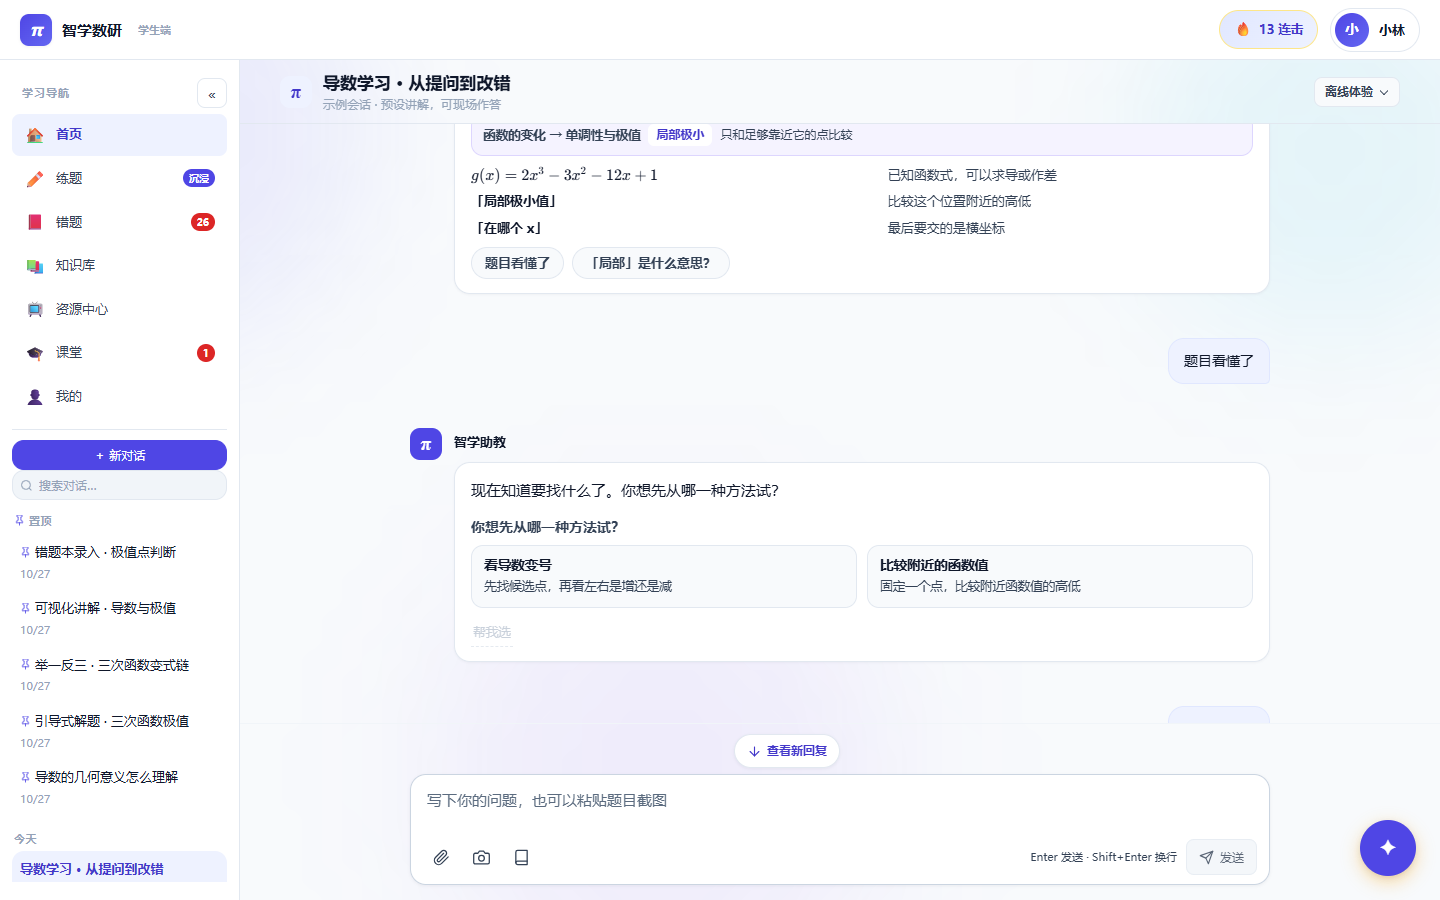 π 智学数研 学生端
13 连击
小 小林
学习导航 «
首页
练题 沉浸
错题 26
知识库
资源中心
课堂 1
我的
+ 新对话
搜索对话...
置顶
错题本录入 · 极值点判断
10/27
可视化讲解 · 导数与极值
10/27
举一反三 · 三次函数变式链
10/27
引导式解题 · 三次函数极值
10/27
导数的几何意义怎么理解
10/27
今天
导数学习 • 从提问到改错
π 导数学习 • 从提问到改错
示例会话 · 预设讲解，可现场作答
离线体验
函数的变化 → 单调性与极值 局部极小 只和足够靠近它的点比较
g(x) = 2x³ − 3x² − 12x + 1 已知函数式，可以求导或作差
「局部极小值」 比较这个位置附近的高低
「在哪个 x」 最后要交的是横坐标
题目看懂了 「局部」是什么意思？
题目看懂了
π 智学助教
现在知道要找什么了。你想先从哪一种方法试？
你想先从哪一种方法试？
看导数变号
先找候选点，再看左右是增还是减
比较附近的函数值
固定一个点，比较附近函数值的高低
帮我选
查看新回复
写下你的问题，也可以粘贴题目截图
Enter 发送 · Shift+Enter 换行 发送